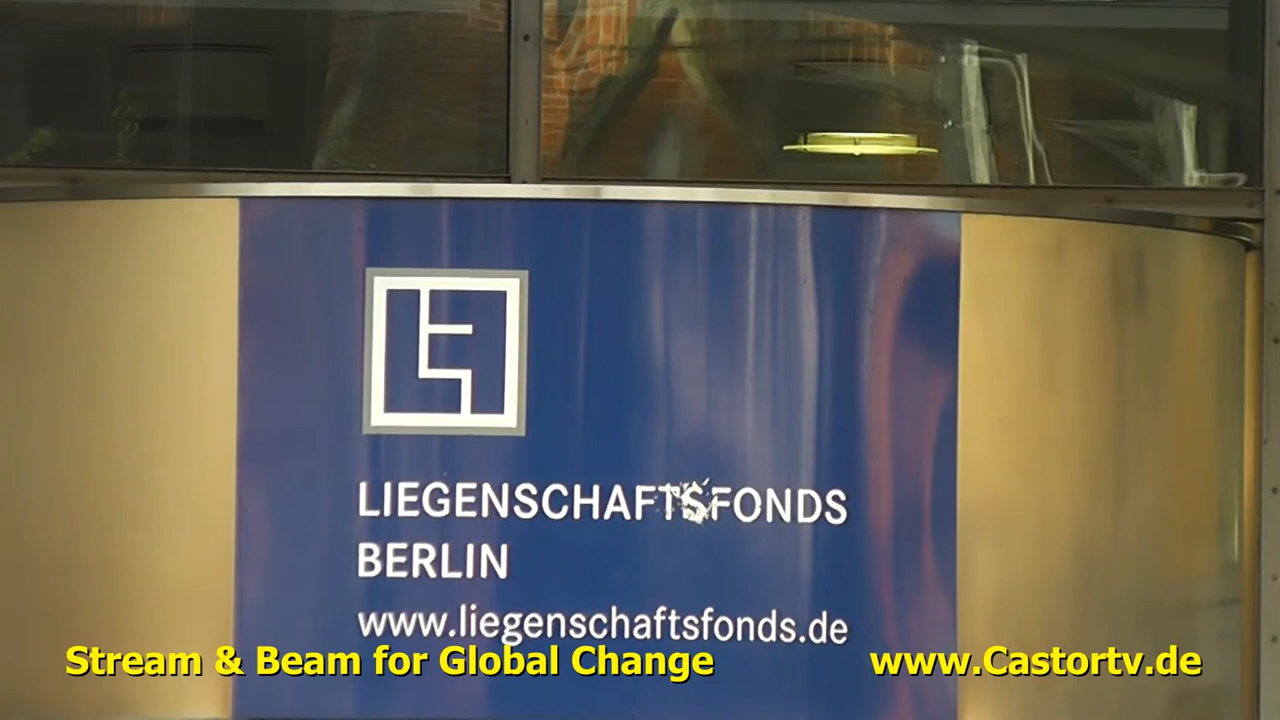 LIEGENSCHAFTSFONDS
BERLIN
www.liegenschaftsfonds.de
Stream & Beam for Global Change www.Castortv.de